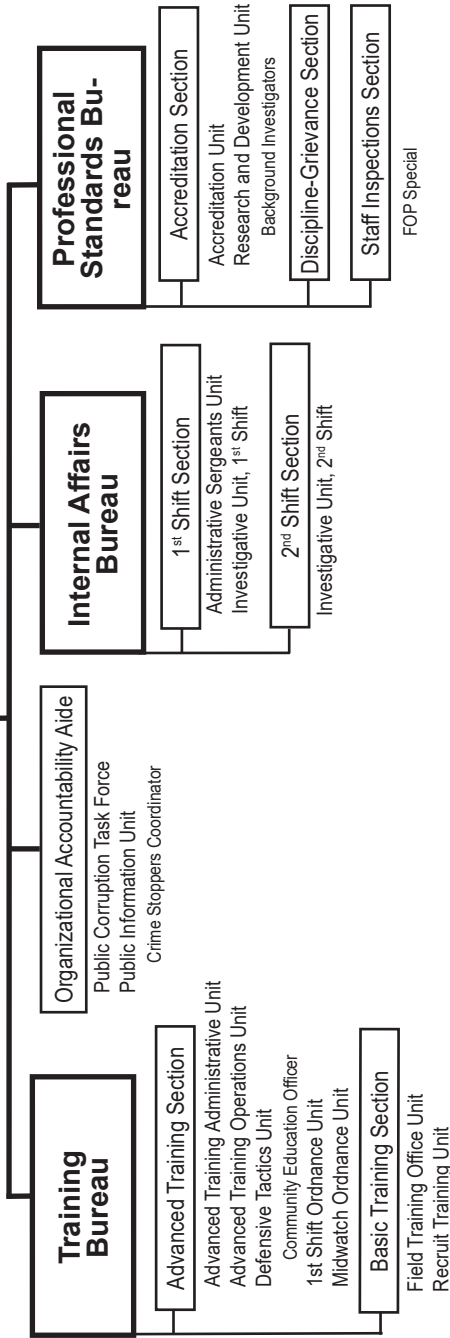 Training
Bureau
Advanced Training Section
Advanced Training Administrative Unit
Advanced Training Operations Unit
Defensive Tactics Unit
Community Education Officer
1st Shift Ordnance Unit
Midwatch Ordnance Unit
Basic Training Section
Field Training Office Unit
Recruit Training Unit
Organizational Accountability Aide
Public Corruption Task Force
Public Information Unit
Crime Stoppers Coordinator
Internal Affairs
Bureau
1st Shift Section
Administrative Sergeants Unit
Investigative Unit, 1st Shift
2nd Shift Section
Investigative Unit, 2nd Shift
Professional
Standards Bu-
reau
Accreditation Section
Accreditation Unit
Research and Development Unit
Background Investigators
Discipline-Grievance Section
Staff Inspections Section
FOP Special